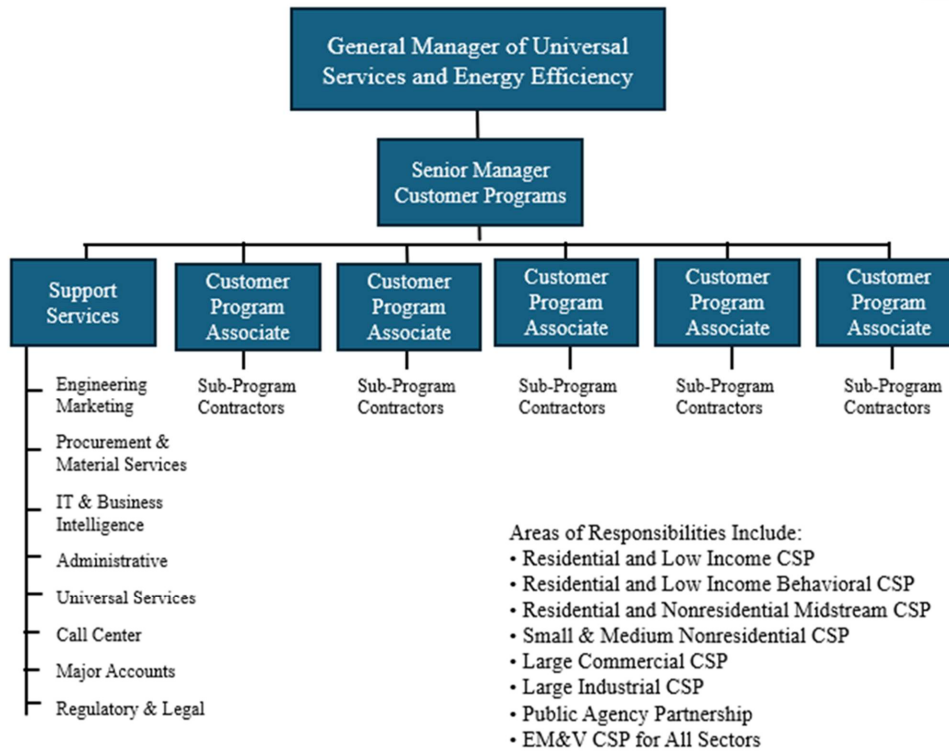 General Manager of Universal
Services and Energy Efficiency
Senior Manager
Customer Programs
Support
Services
Customer
Program
Associate
Customer
Program
Associate
Customer
Program
Associate
Customer
Program
Associate
Customer
Program
Associate
Engineering
Marketing
Procurement &
Material Services
IT & Business
Intelligence
Administrative
Universal Services
Call Center
Major Accounts
Regulatory & Legal
Sub-Program
Contractors
Sub-Program
Contractors
Sub-Program
Contractors
Sub-Program
Contractors
Sub-Program
Contractors
Areas of Responsibilities Include:
• Residential and Low Income CSP
• Residential and Low Income Behavioral CSP
• Residential and Nonresidential Midstream CSP
• Small & Medium Nonresidential CSP
• Large Commercial CSP
• Large Industrial CSP
• Public Agency Partnership
• EM&V CSP for All Sectors